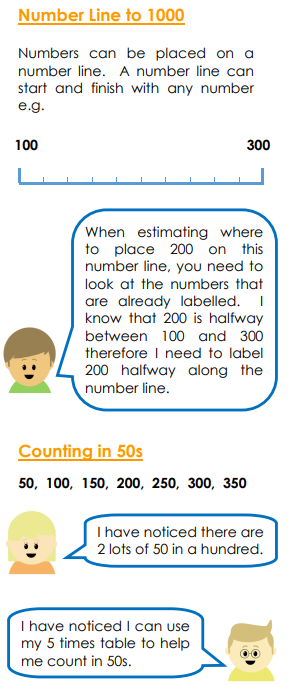 Number Line to 1000
Numbers can be placed on a
number line. A number line can
start and finish with any number
e.g.
100 300
When estimating where
to place 200 on this
number line, you need to
look at the numbers that
are already labelled. I
know that 200 is halfway
between 100 and 300
therefore I need to label
200 halfway along the
number line.
Counting in 50s
50, 100, 150, 200, 250, 300, 350
I have noticed there are
2 lots of 50 in a hundred.
I have noticed I can use
my 5 times table to help
me count in 50s.